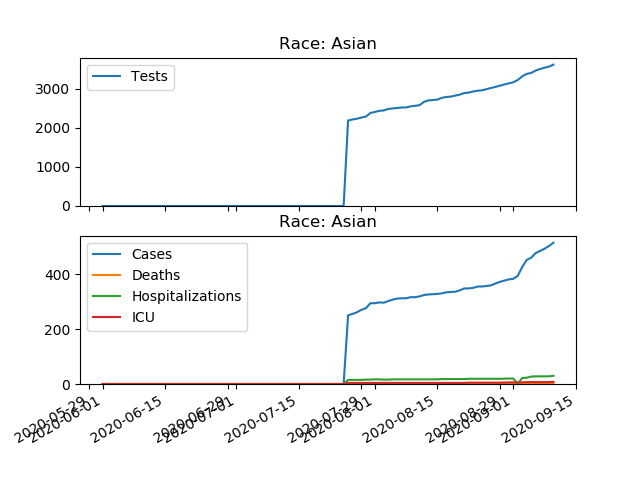 Race: Asian
Tests
3000
2000
1000
0
Race: Asian
Cases
Deaths
Hospitalizations
ICU
400
200
0
2020-05-29
2020-06-01
2020-06-15
2020-06-29
2020-07-01
2020-07-15
2020-07-29
2020-08-01
2020-08-15
2020-08-29
2020-09-01
2020-09-15